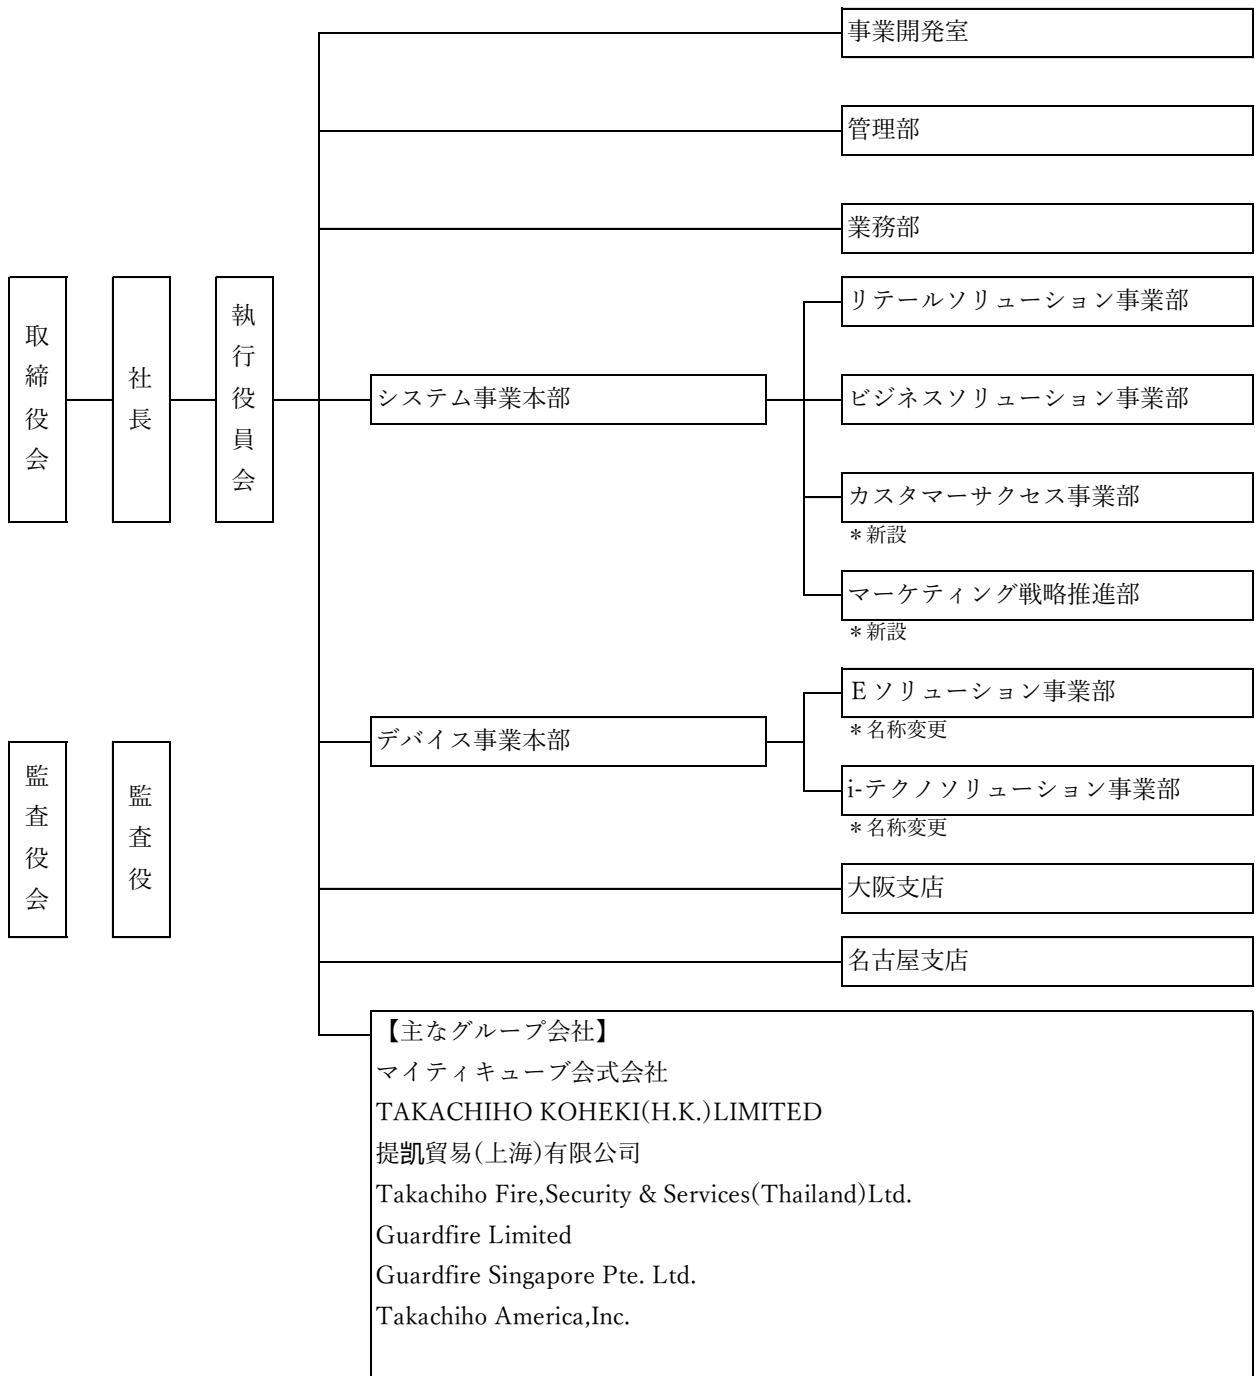 事業開発室
管理部
業務部
取締役会
社長
執行役員会
リテールソリューション事業部
システム事業本部
ビジネスソリューション事業部
カスタマーサクセス事業部
＊新設
マーケティング戦略推進部
＊新設
Eソリューション事業部
＊名称変更
デバイス事業本部
監査役会
監査役
i-テクノソリューション事業部
＊名称変更
大阪支店
名古屋支店
【主なグループ会社】
マイティキューブ会式会社
TAKACHIHO KOHEKI(H.K.)LIMITED
提凱貿易(上海)有限公司
Takachiho Fire,Security & Services(Thailand)Ltd.
Guardfire Limited
Guardfire Singapore Pte. Ltd.
Takachiho America,Inc.